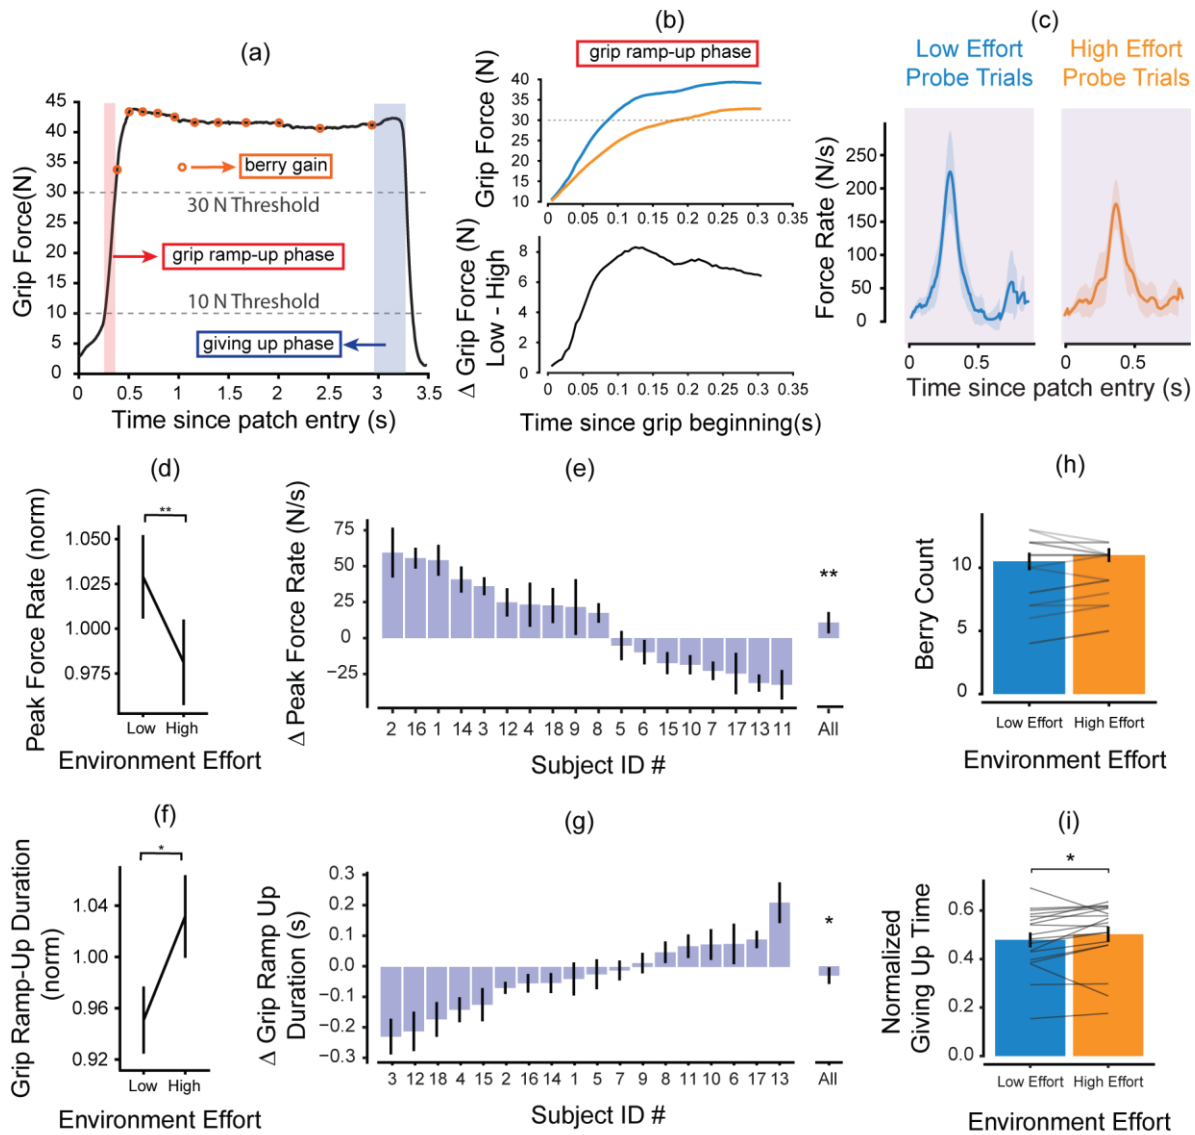 (a)
Grip Force(N)
45
40
35
30
25
20
15
10
5
0
berry gain
30 N Threshold
grip ramp-up phase
10 N Threshold
giving up phase
0
0.5
1
1.5
2
2.5
3
3.5
Time since patch entry (s)
(b)
grip ramp-up phase
Grip Force (N)
40
35
30
25
20
15
10
0
0.05
0.1
0.15
0.2
0.25
0.3
0.35
Δ Grip Force (N)
Low - High
8
6
4
2
0
0
0.05
0.1
0.15
0.2
0.25
0.3
0.35
Time since grip beginning(s)
(c)
Low Effort
Probe Trials
High Effort
Probe Trials
Force Rate (N/s)
250
200
150
100
50
0
0
0.5
0
0.5
Time since patch entry (s)
(d)
Peak Force Rate (norm)
1.050
1.025
1.000
0.975
**
Low
High
Environment Effort
(e)
Δ Peak Force Rate (N/s)
75
50
25
0
−25
**
2 16 1 14 3 12 4 18 9 8 5 6 15 10 7 17 13 11
All
Subject ID #
(h)
Berry Count
10
5
0
Low Effort
High Effort
Environment Effort
(f)
Grip Ramp-Up Duration
(norm)
1.04
1.00
0.96
0.92
*
Low
High
Environment Effort
(g)
Δ Grip Ramp Up
Duration (s)
0.3
0.2
0.1
0.0
−0.1
−0.2
−0.3
*
3 12 18 4 15 2 16 14 1 5 7 9 8 11 10 6 17 13
All
Subject ID #
(i)
Normalized
Giving Up Time
0.6
0.4
0.2
0.0
*
Low Effort
High Effort
Environment Effort